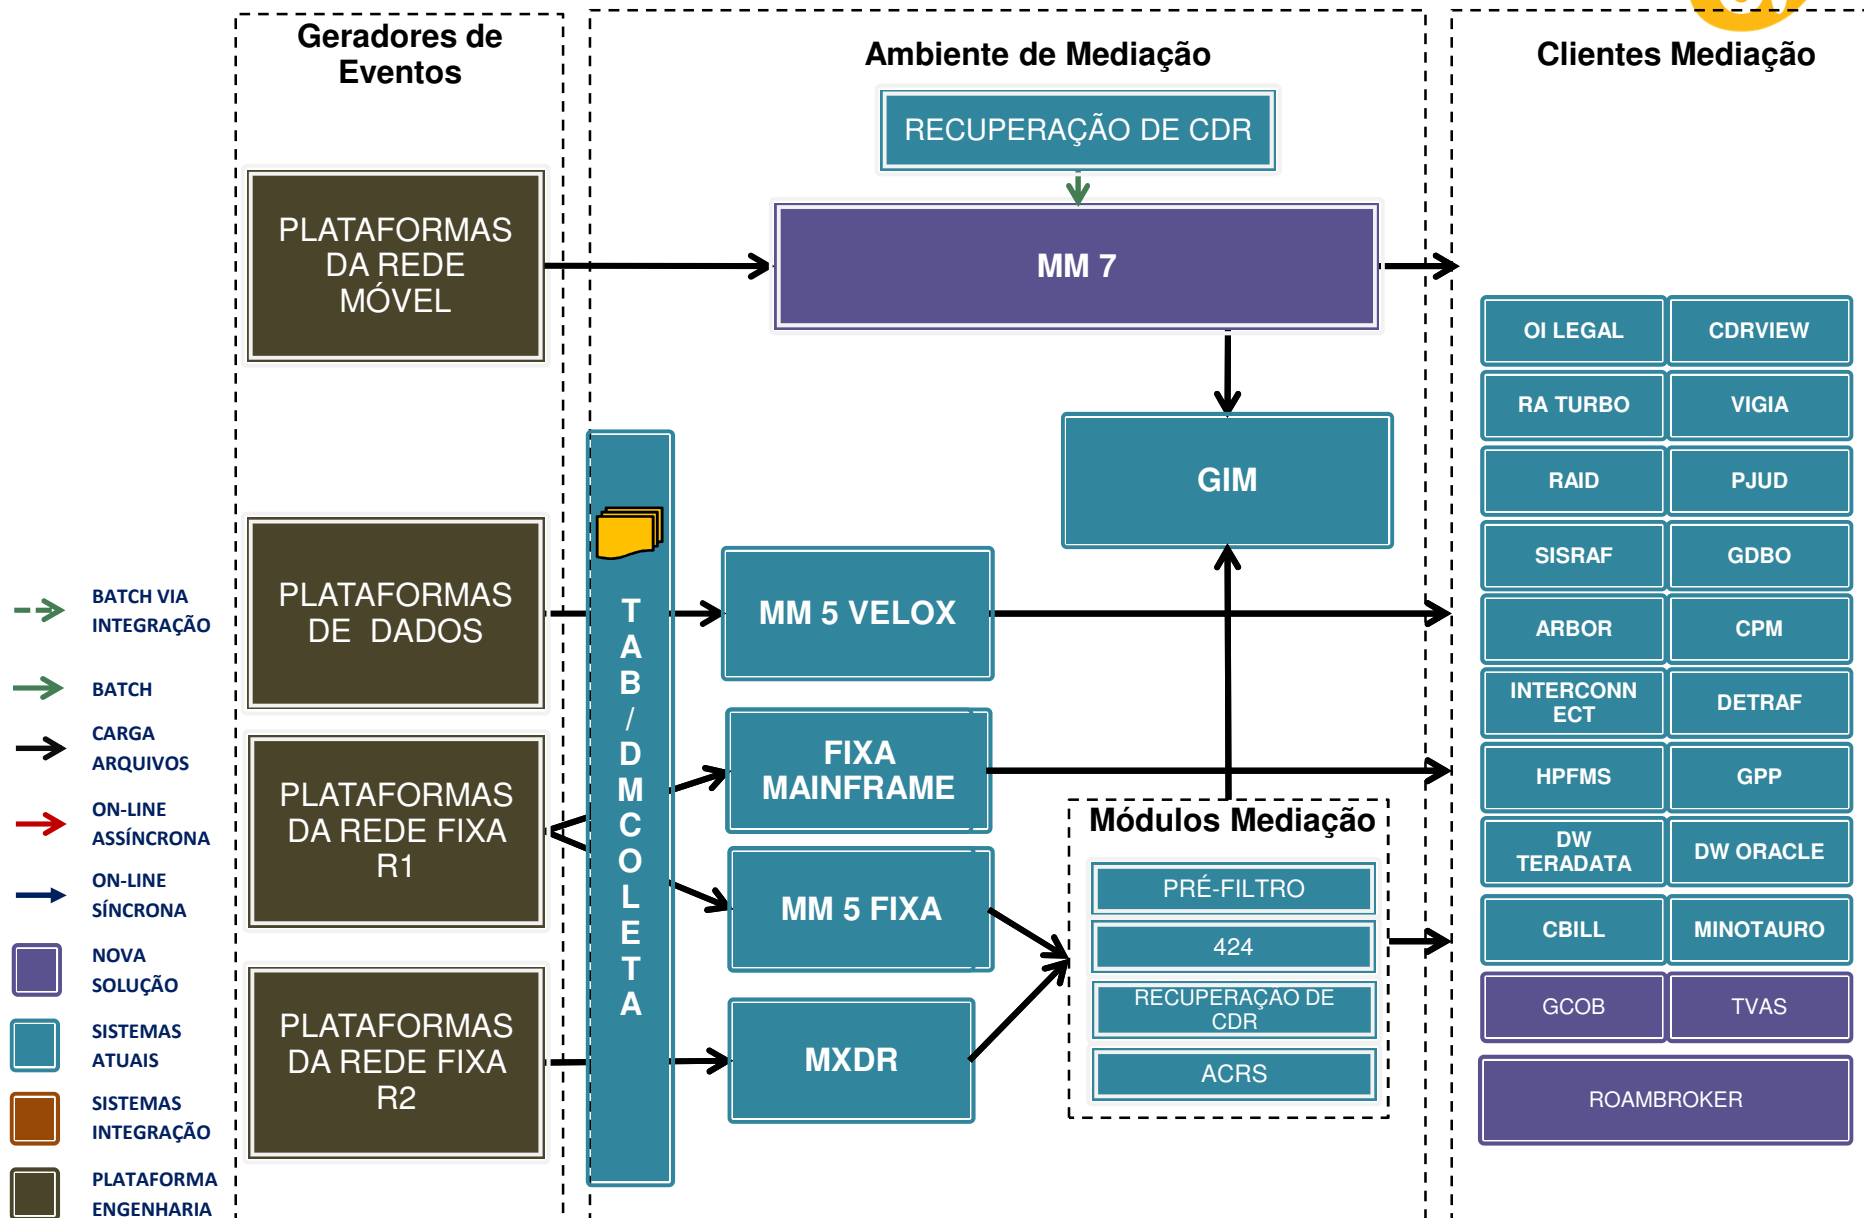 Geradores de
Eventos
Ambiente de Mediação
Clientes Mediação
RECUPERAÇÃO DE CDR
PLATAFORMAS
DA REDE
MÓVEL
MM 7
GIM
PLATAFORMAS
DE DADOS
PLATAFORMAS
DA REDE FIXA
R1
PLATAFORMAS
DA REDE FIXA
R2
T
A
B
/
D
M
C
O
L
E
T
A
MM 5 VELOX
FIXA
MAINFRAME
MM 5 FIXA
MXDR
Módulos Mediação
PRÉ-FILTRO
424
RECUPERAÇÃO DE
CDR
ACRS
OI LEGAL
CDRVIEW
RA TURBO
VIGIA
RAID
PJUD
SISRAF
GDBO
ARBOR
CPM
INTERCONN
ECT
DETRAF
HPFMS
GPP
DW
TERADATA
DW ORACLE
CBILL
MINOTAURO
GCOB
TVAS
ROAMBROKER
BATCH VIA
INTEGRAÇÃO
BATCH
CARGA
ARQUIVOS
ON-LINE
ASSÍNCRONA
ON-LINE
SÍNCRONA
NOVA
SOLUÇÃO
SISTEMAS
ATUAIS
SISTEMAS
INTEGRAÇÃO
PLATAFORMA
ENGENHARIA